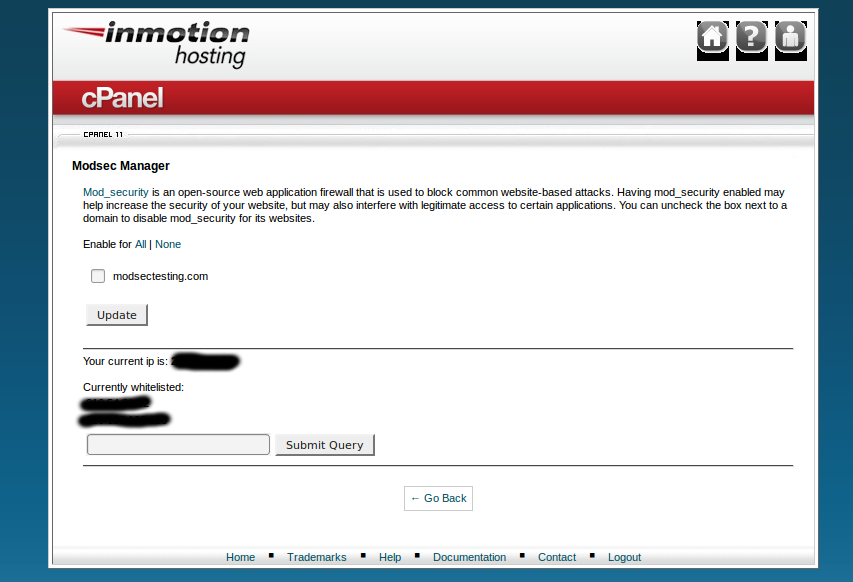 inmotion
hosting
?
cPanel
CPANEL 11
Modsec Manager
Mod_security is an open-source web application firewall that is used to block common website-based attacks. Having mod_security enabled may
help increase the security of your website, but may also interfere with legitimate access to certain applications. You can uncheck the box next to a
domain to disable mod_security for its websites.
Enable for All | None
modsectesting.com
Update
Your current ip is:
Currently whitelisted:
Submit Query
← Go Back
Home ▪ Trademarks ▪ Help ▪ Documentation ▪ Contact ▪ Logout